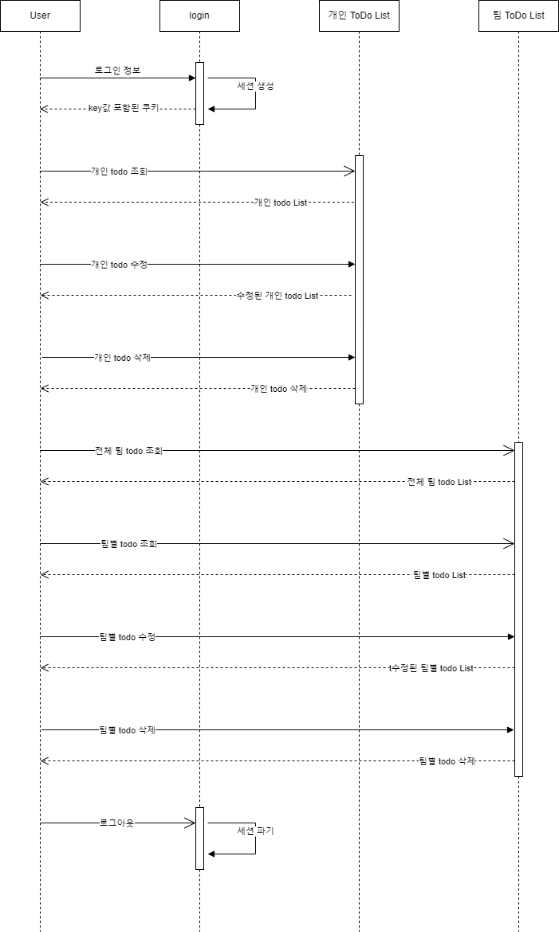 User
login
개인 ToDo List
팀 ToDo List
로그인 정보
세션 생성
key값 포함된 쿠키
개인 todo 조회
개인 todo List
개인 todo 수정
수정된 개인 todo List
개인 todo 삭제
개인 todo 삭제
전체 팀 todo 조회
전체 팀 todo List
팀별 todo 조회
팀별 todo List
팀별 todo 수정
t수정된 팀별 todo List
팀별 todo 삭제
팀별 todo 삭제
로그아웃
세션 파기